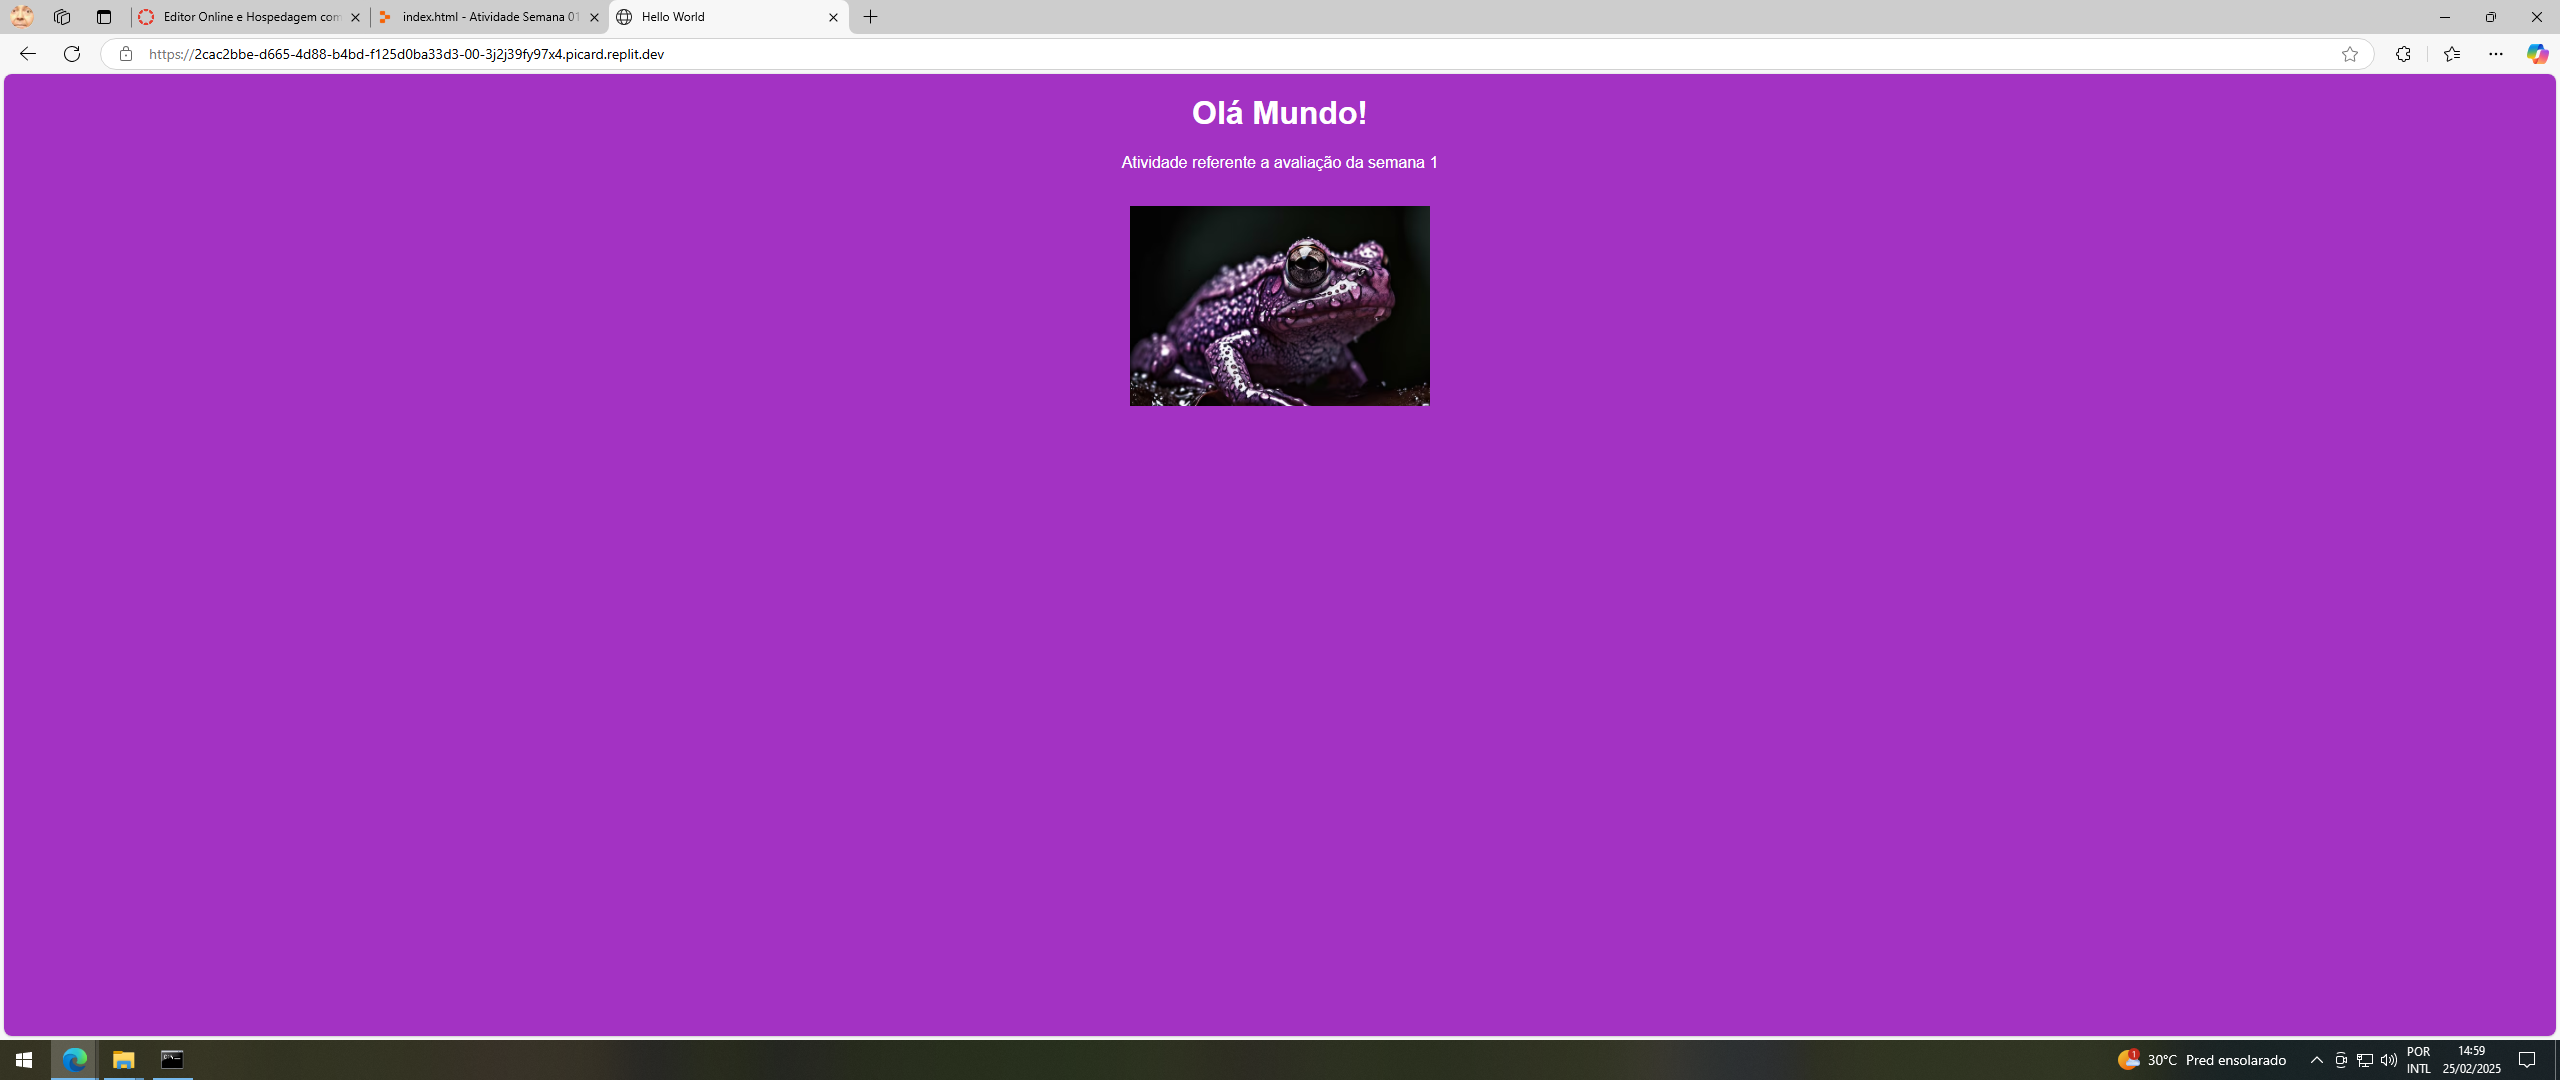 Editor Online e Hospedagem com
index.html - Atividade Semana 01
Hello World
https://2cac2bbe-d665-4d88-b4bd-f125d0ba33d3-00-3j2j39fy97x4.picard.replit.dev
Olá Mundo!
Atividade referente a avaliação da semana 1
1
30°C Pred ensolarado
POR
INTL
14:59
25/02/2025